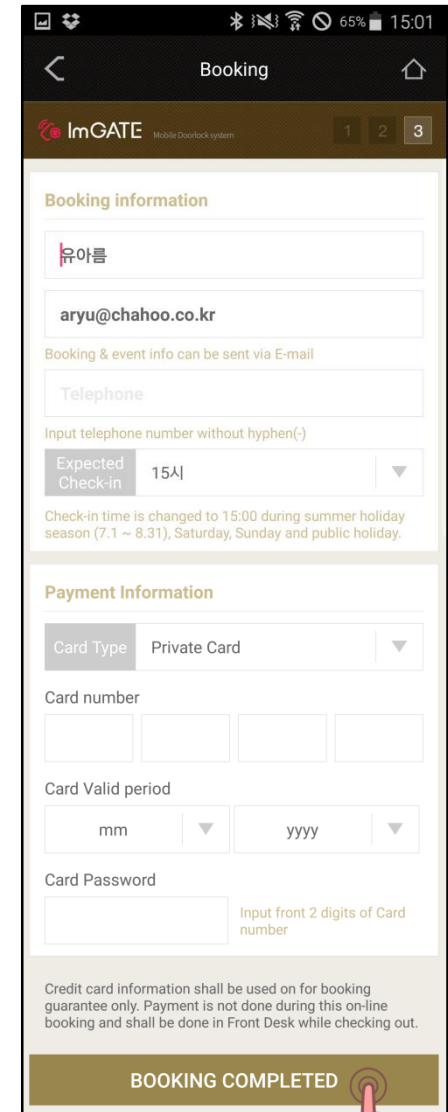 65% 15:01
Booking
ImGATE Mobile Doorlock system 1 2 3
Booking information
유아름
aryu@chahoo.co.kr
Booking & event info can be sent via E-mail
Telephone
Input telephone number without hyphen(-)
Expected
Check-in
15시
Check-in time is changed to 15:00 during summer holiday
season (7.1 ~ 8.31), Saturday, Sunday and public holiday.
Payment Information
Card Type Private Card
Card number
Card Valid period
mm yyyy
Card Password
Input front 2 digits of Card
number
Credit card information shall be used on for booking
guarantee only. Payment is not done during this on-line
booking and shall be done in Front Desk while checking out.
BOOKING COMPLETED